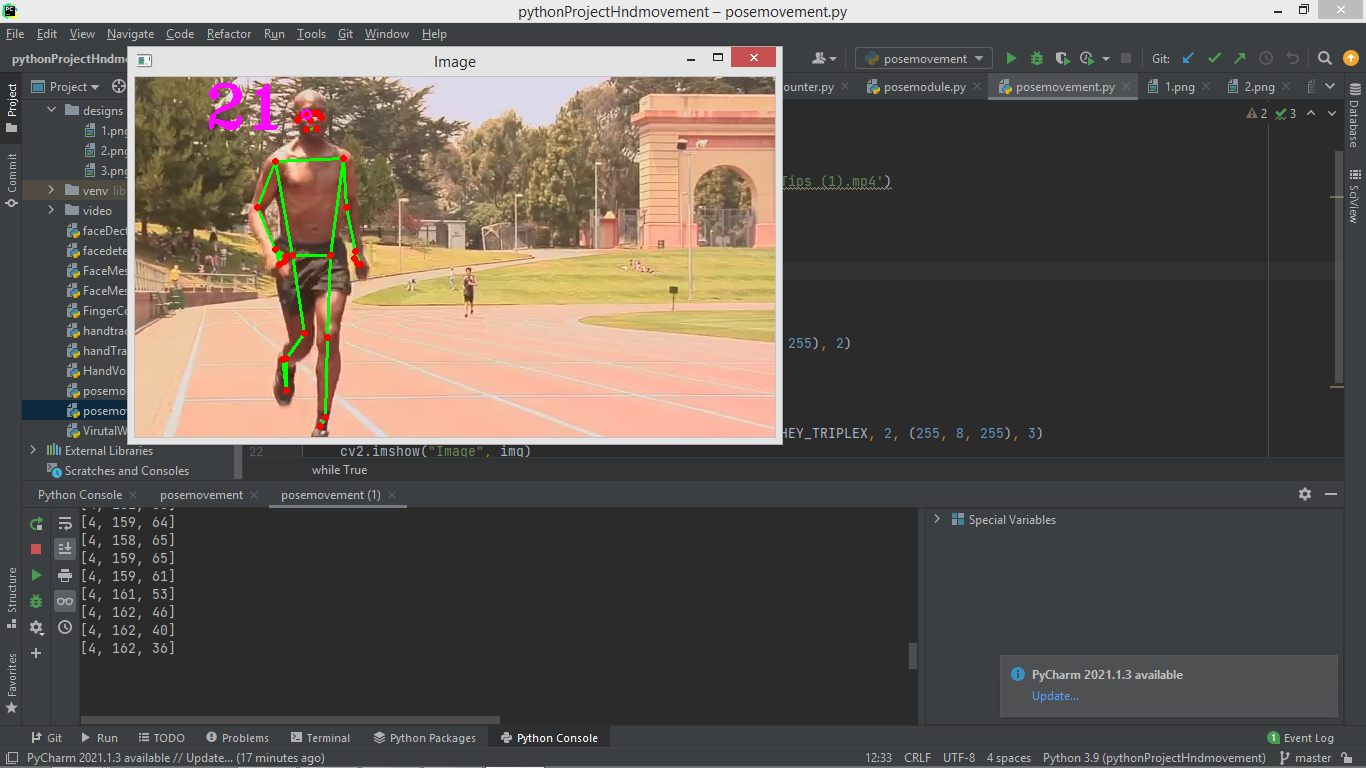 pythonProjectHndmovement – posemovement.py
File Edit View Navigate Code Refactor Run Tools Git Window Help
pythonProjectHndm
Image
posemovement
Git:
Project
ounter.py
posemodule.py
posemovement.py
1.png
2.png
21
2
3
designs
1.png
2.png
3.png
venv lib
video
faceDect
facedete
FaceMes
FaceMes
FingerCo
handtrac
handTra
HandVo
posemo
posemov
VirutalW
External Libraries
Scratches and Consoles
Tips (1).mp4')
255), 2)
HEY_TRIPLEX, 2, (255, 8, 255), 3)
22 cv2.imshow("Image", img)
while True
Project
Commit
Structure
Favorites
Database
SciView
Python Console
posemovement
posemovement (1)
[4, 159, 64]
[4, 158, 65]
[4, 159, 65]
[4, 159, 61]
[4, 161, 53]
[4, 162, 46]
[4, 162, 40]
[4, 162, 36]
Special Variables
PyCharm 2021.1.3 available
Update...
Git Run TODO Problems Terminal Python Packages Python Console
1 Event Log
PyCharm 2021.1.3 available // Update... (17 minutes ago)
12:33 CRLF UTF-8 4 spaces Python 3.9 (pythonProjectHndmovement) master